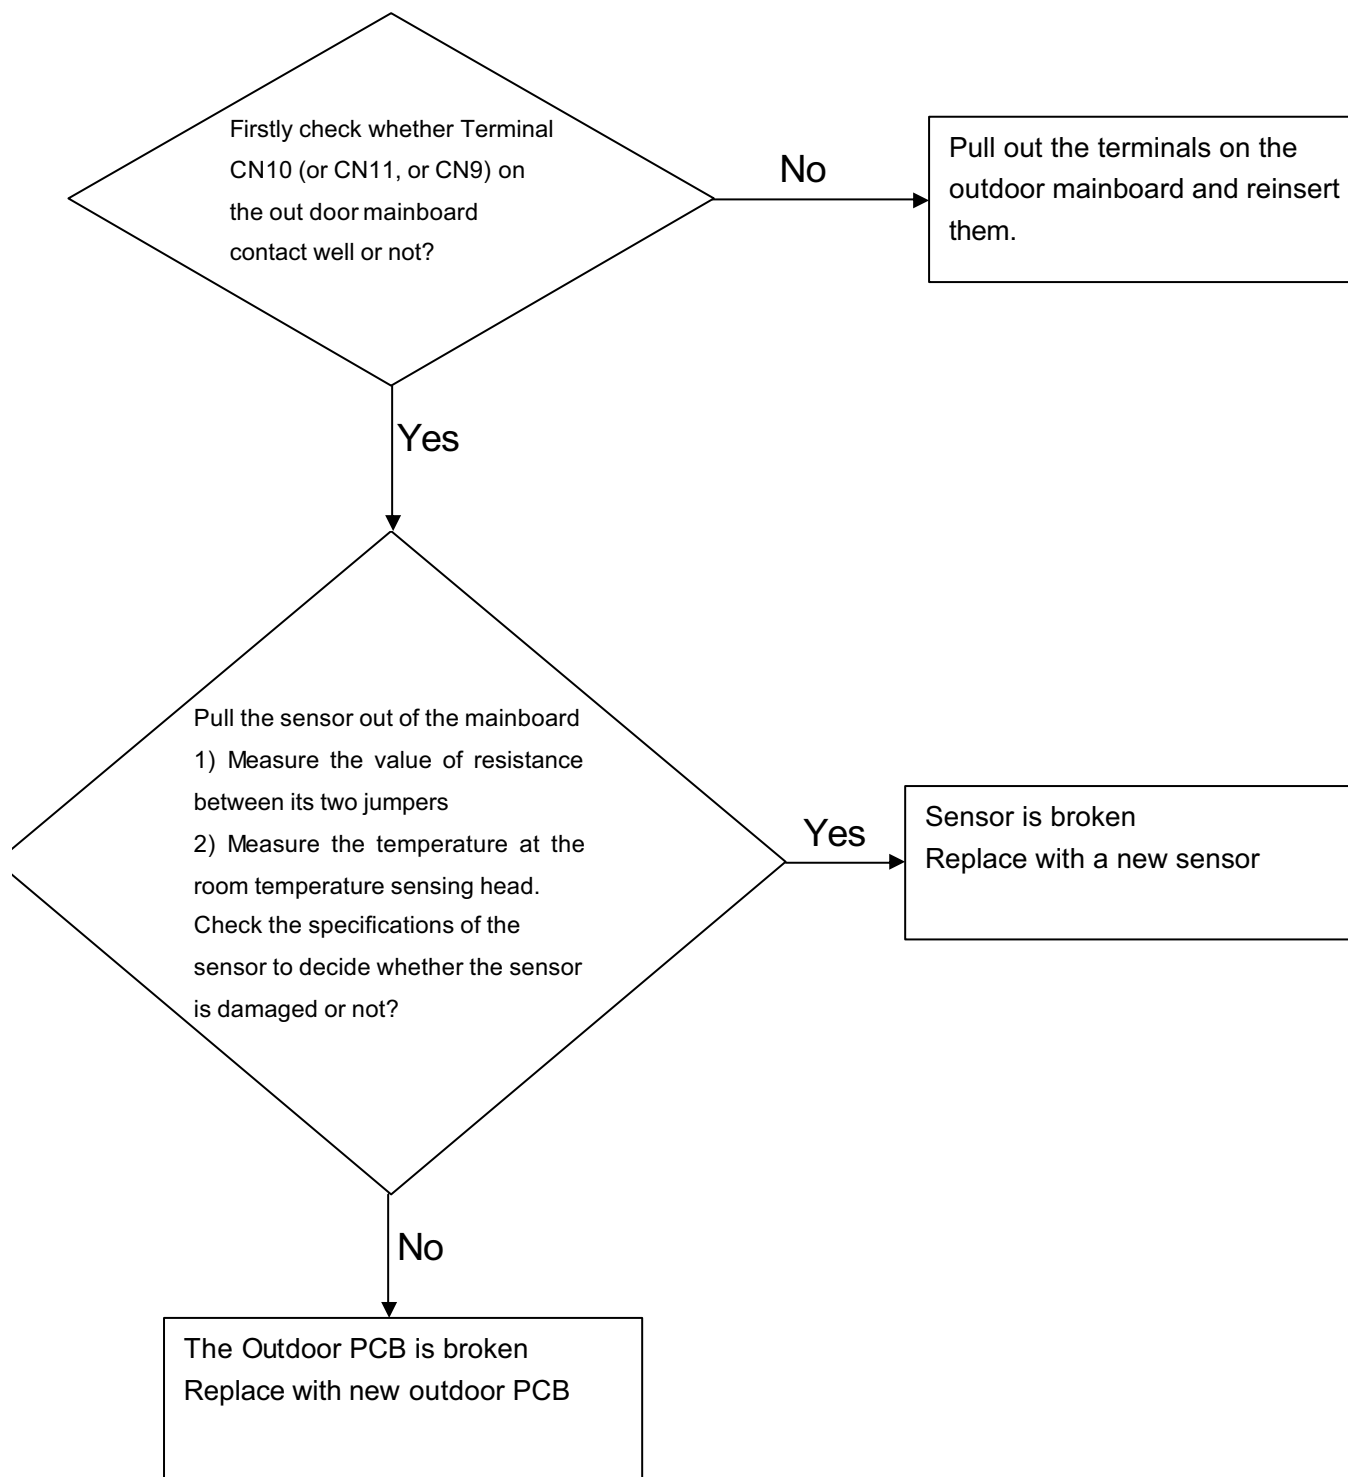 Firstly check whether Terminal
CN10 (or CN11, or CN9) on
the out door mainboard
contact well or not?
No
Pull out the terminals on the
outdoor mainboard and reinsert
them.
Yes
Pull the sensor out of the mainboard
1) Measure the value of resistance
between its two jumpers
2) Measure the temperature at the
room temperature sensing head.
Check the specifications of the
sensor to decide whether the sensor
is damaged or not?
Yes
Sensor is broken
Replace with a new sensor
No
The Outdoor PCB is broken
Replace with new outdoor PCB